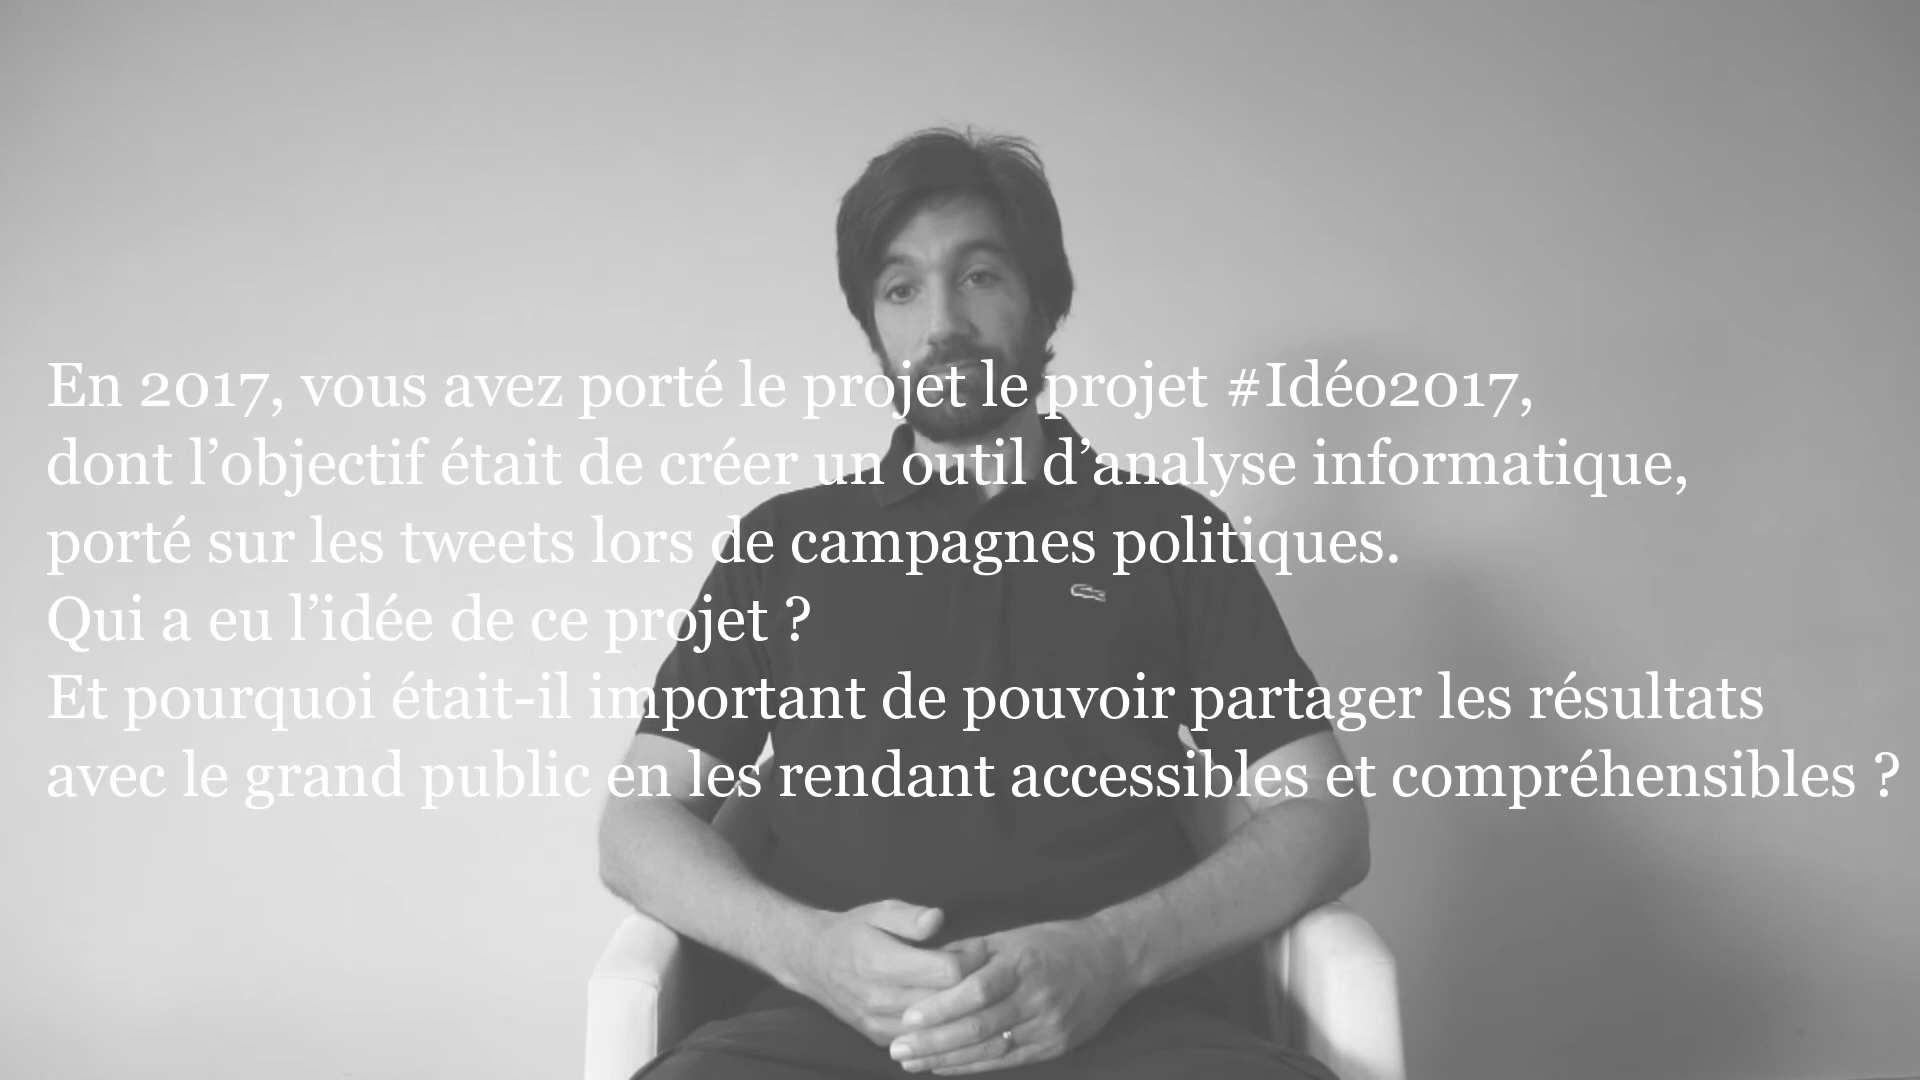 En 2017, vous avez porté le projet le projet #Idéo2017,
dont l’objectif était de créer un outil d’analyse informatique,
porté sur les tweets lors de campagnes politiques.
Qui a eu l’idée de ce projet ?
Et pourquoi était-il important de pouvoir partager les résultats
avec le grand public en les rendant accessibles et compréhensibles ?